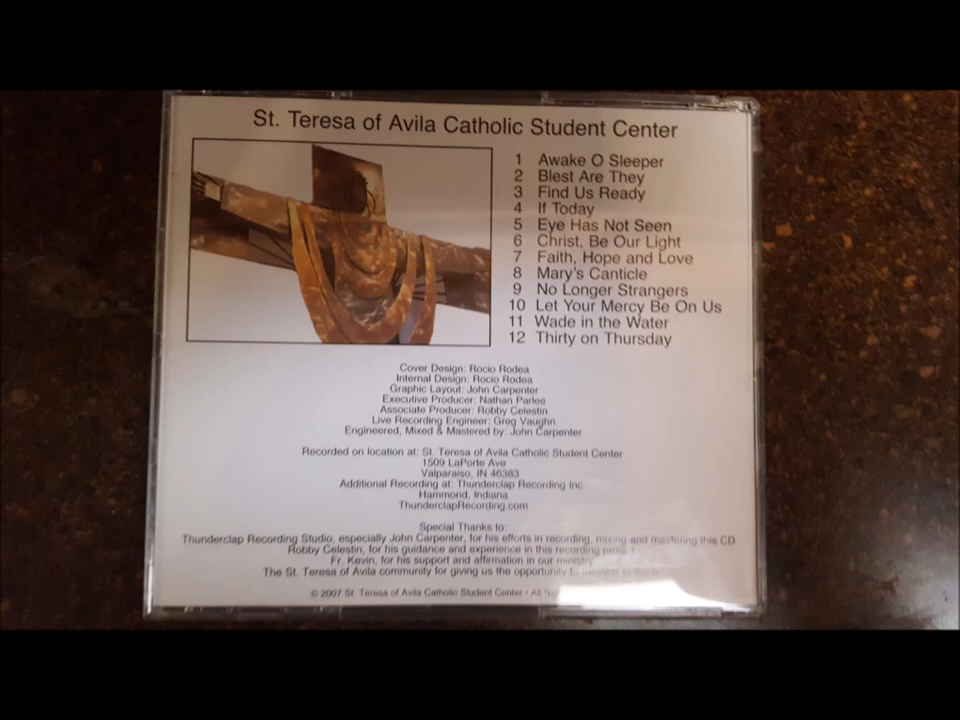 St. Teresa of Avila Catholic Student Center
1 Awake O Sleeper
2 Blest Are They
3 Find Us Ready
4 If Today
5 Eye Has Not Seen
6 Christ, Be Our Light
7 Faith, Hope and Love
8 Mary's Canticle
9 No Longer Strangers
10 Let Your Mercy Be On Us
11 Wade in the Water
12 Thirty on Thursday
Cover Design: Rocio Rodea
Internal Design: Rocio Rodea
Graphic Layout: John Carpenter
Executive Producer: Nathan Parlee
Associate Producer: Robby Celestin
Live Recording Engineer: Greg Vaughn
Engineered, Mixed & Mastered by: John Carpenter
Recorded on location at: St. Teresa of Avila Catholic Student Center
1509 LaPorte Ave
Valparaiso, IN 46383
Additional Recording at: Thunderclap Recording Inc.
Hammond, Indiana
ThunderclapRecording.com
Special Thanks to:
Thunderclap Recording Studio, especially John Carpenter, for his efforts in recording, mixing and mastering this CD
Robby Celestin, for his guidance and experience in this recording project
Fr. Kevin, for his support and affirmation in our ministry
The St. Teresa of Avila community for giving us the opportunity
© 2007 St. Teresa of Avila Catholic Student Center • All